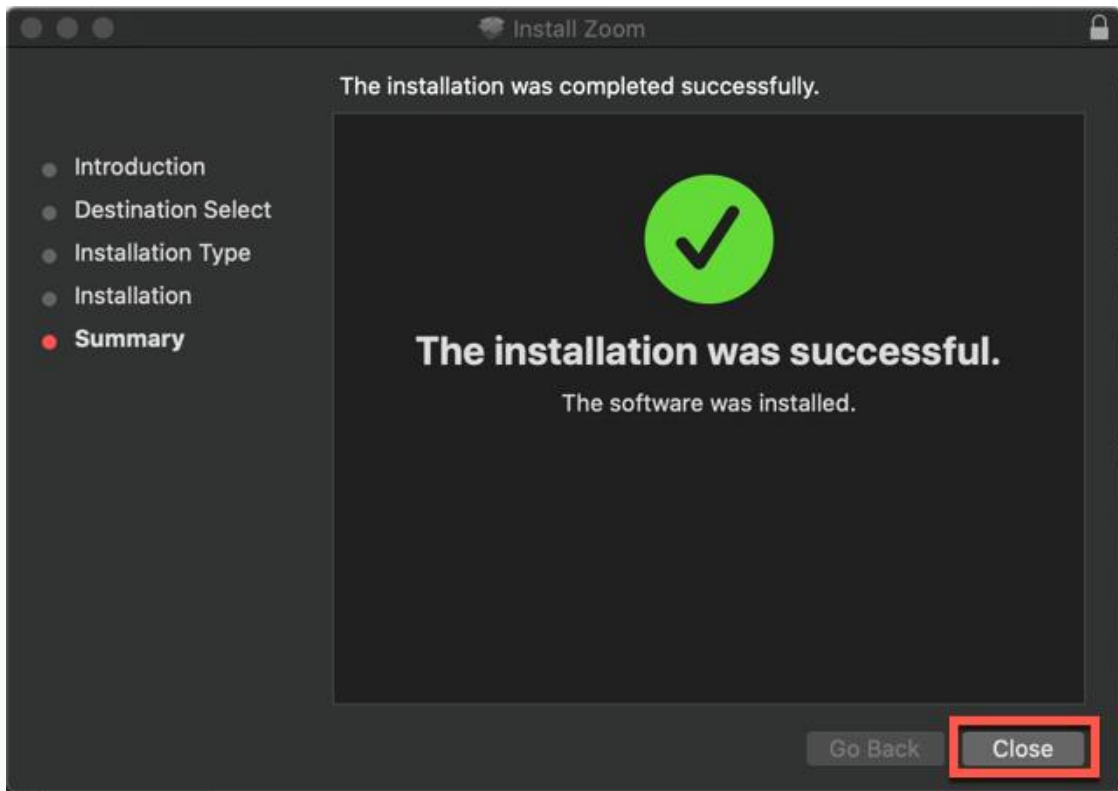 Install Zoom
The installation was completed successfully.
Introduction
Destination Select
Installation Type
Installation
Summary
The installation was successful.
The software was installed.
Go Back
Close